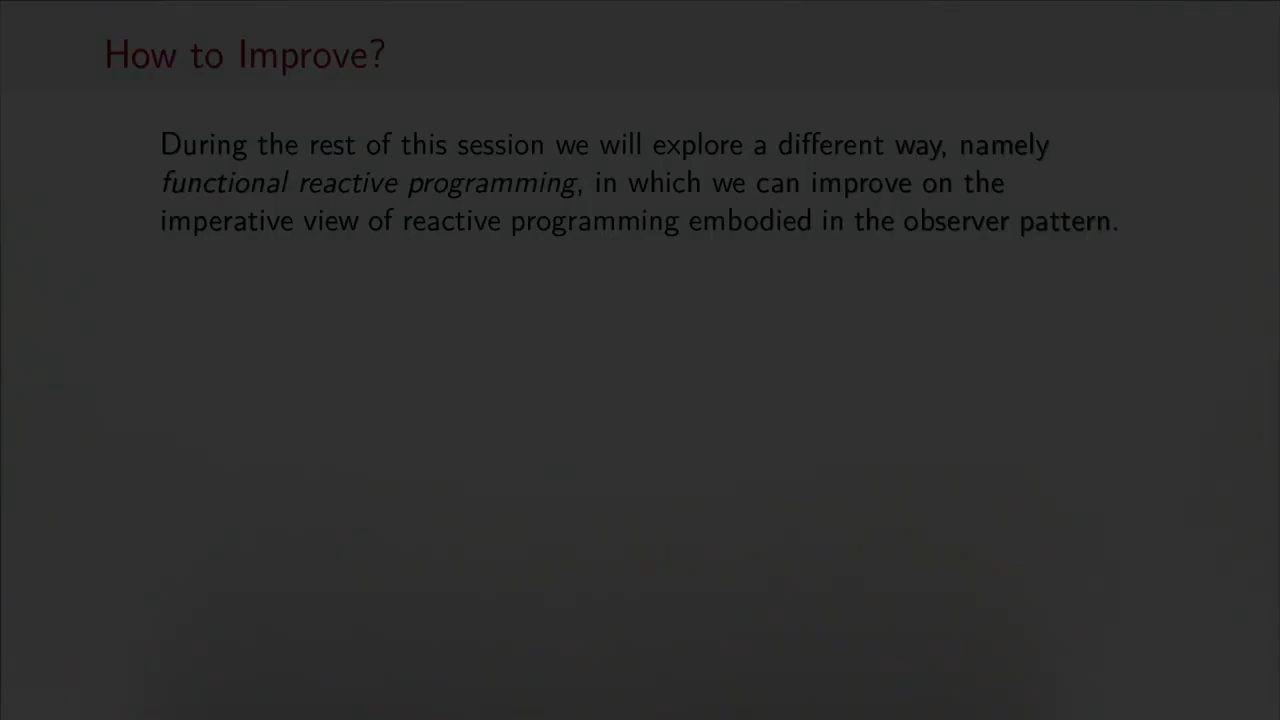 How to Improve?
During the rest of this session we will explore a different way, namely
functional reactive programming, in which we can improve on the
imperative view of reactive programming embodied in the observer pattern.